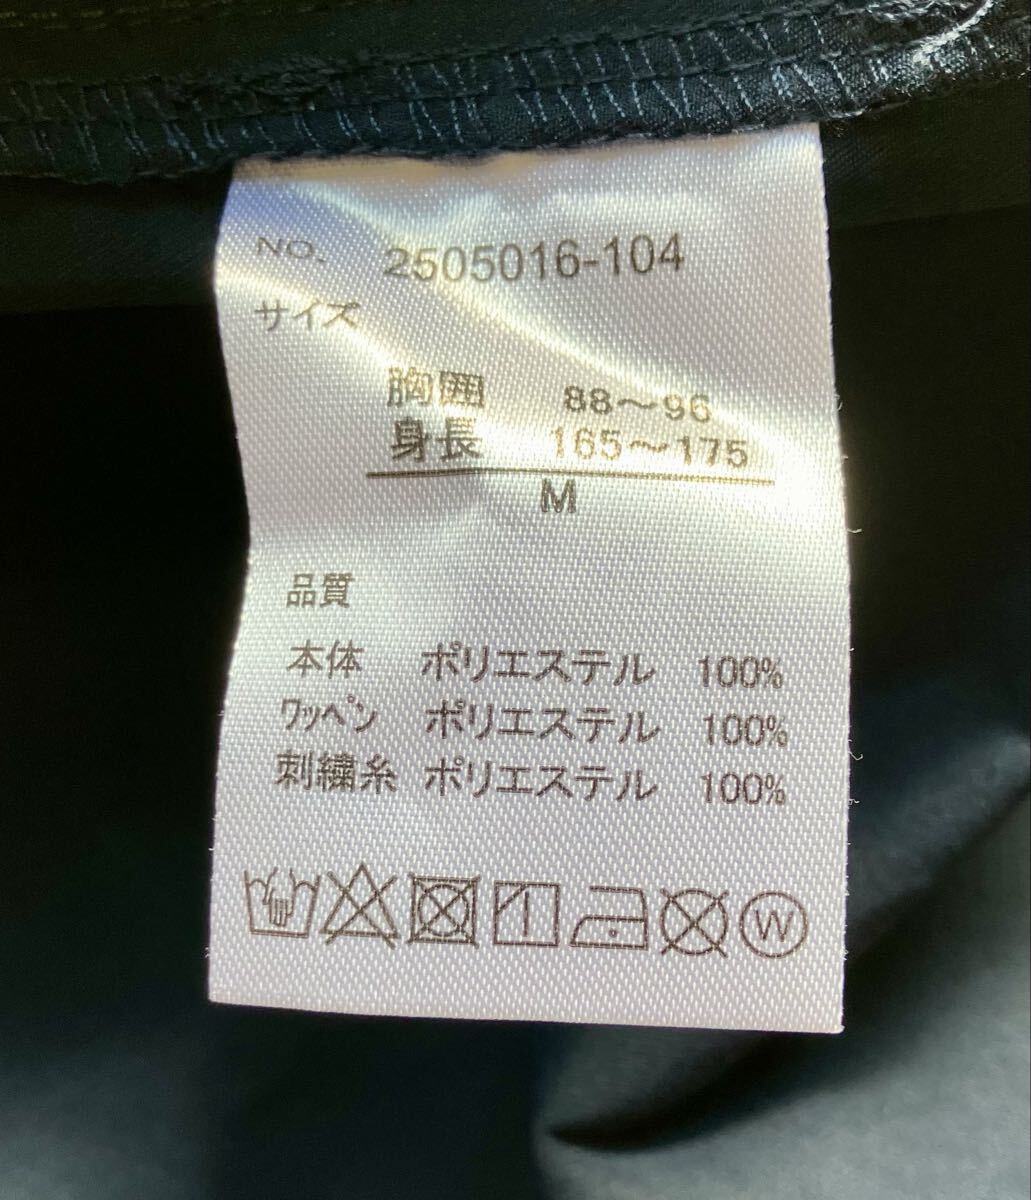 NO. 2505016-104
サイズ
胸囲 88～96
身長 165～175
M
品質
本体 ポリエステル 100%
ﾜｯﾍﾟﾝ ポリエステル 100%
刺繍糸 ポリエステル 100%
W